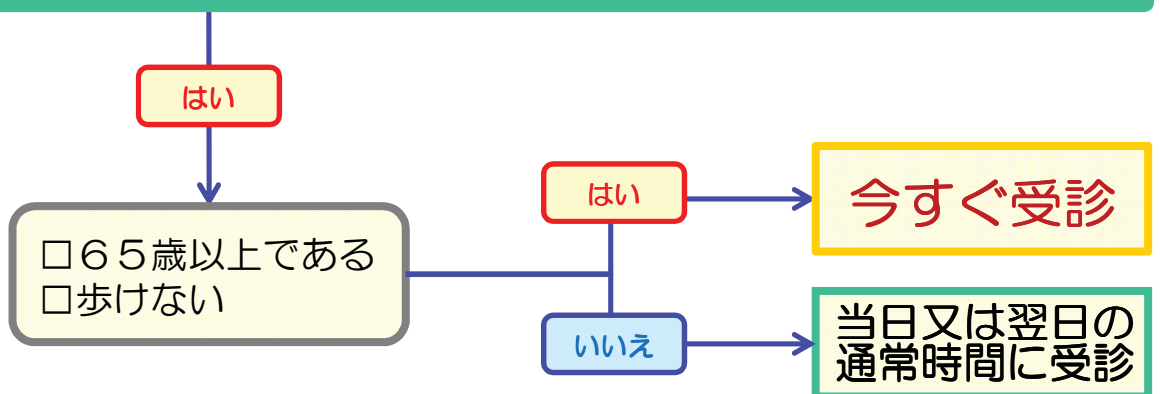 はい
□65歳以上である
□歩けない
はい
今すぐ受診
いいえ
当日又は翌日の
通常時間に受診